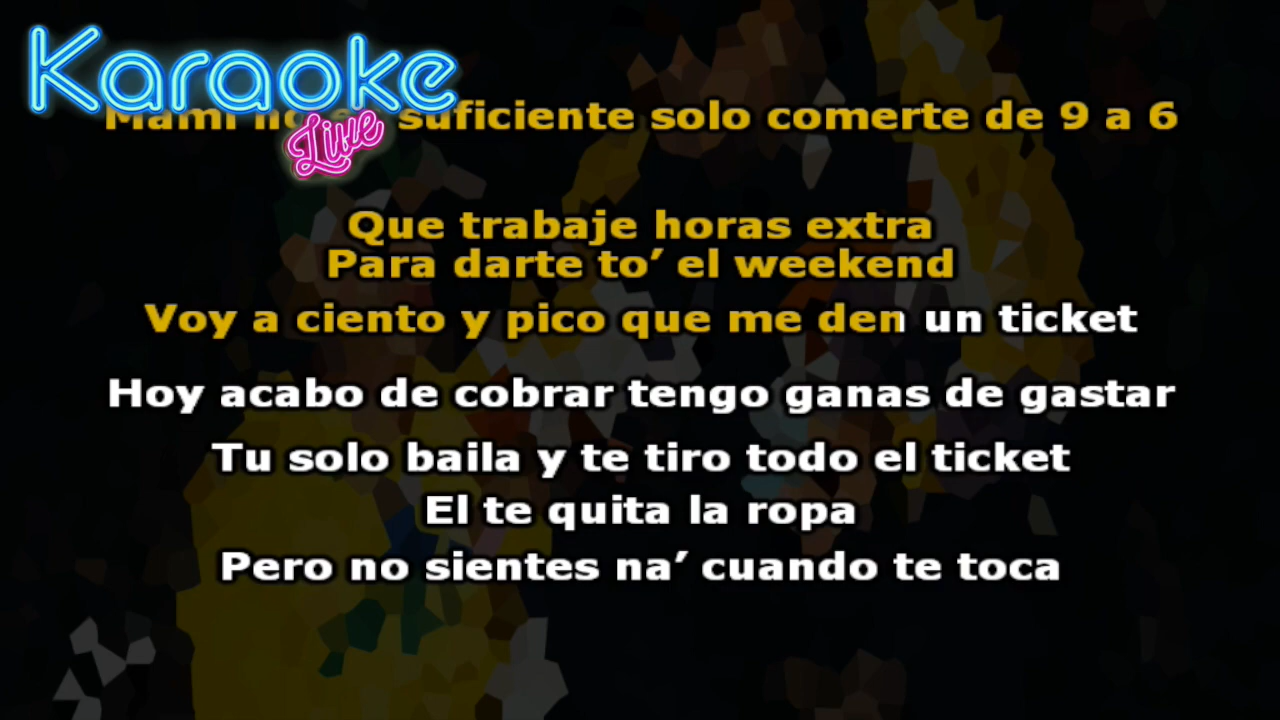 Karaoke
Live
Mami no suficiente solo comerte de 9 a 6
Que trabaje horas extra
Para darte to’ el weekend
Voy a ciento y pico que me den un ticket
Hoy acabo de cobrar tengo ganas de gastar
Tu solo baila y te tiro todo el ticket
El te quita la ropa
Pero no sientes na’ cuando te toca